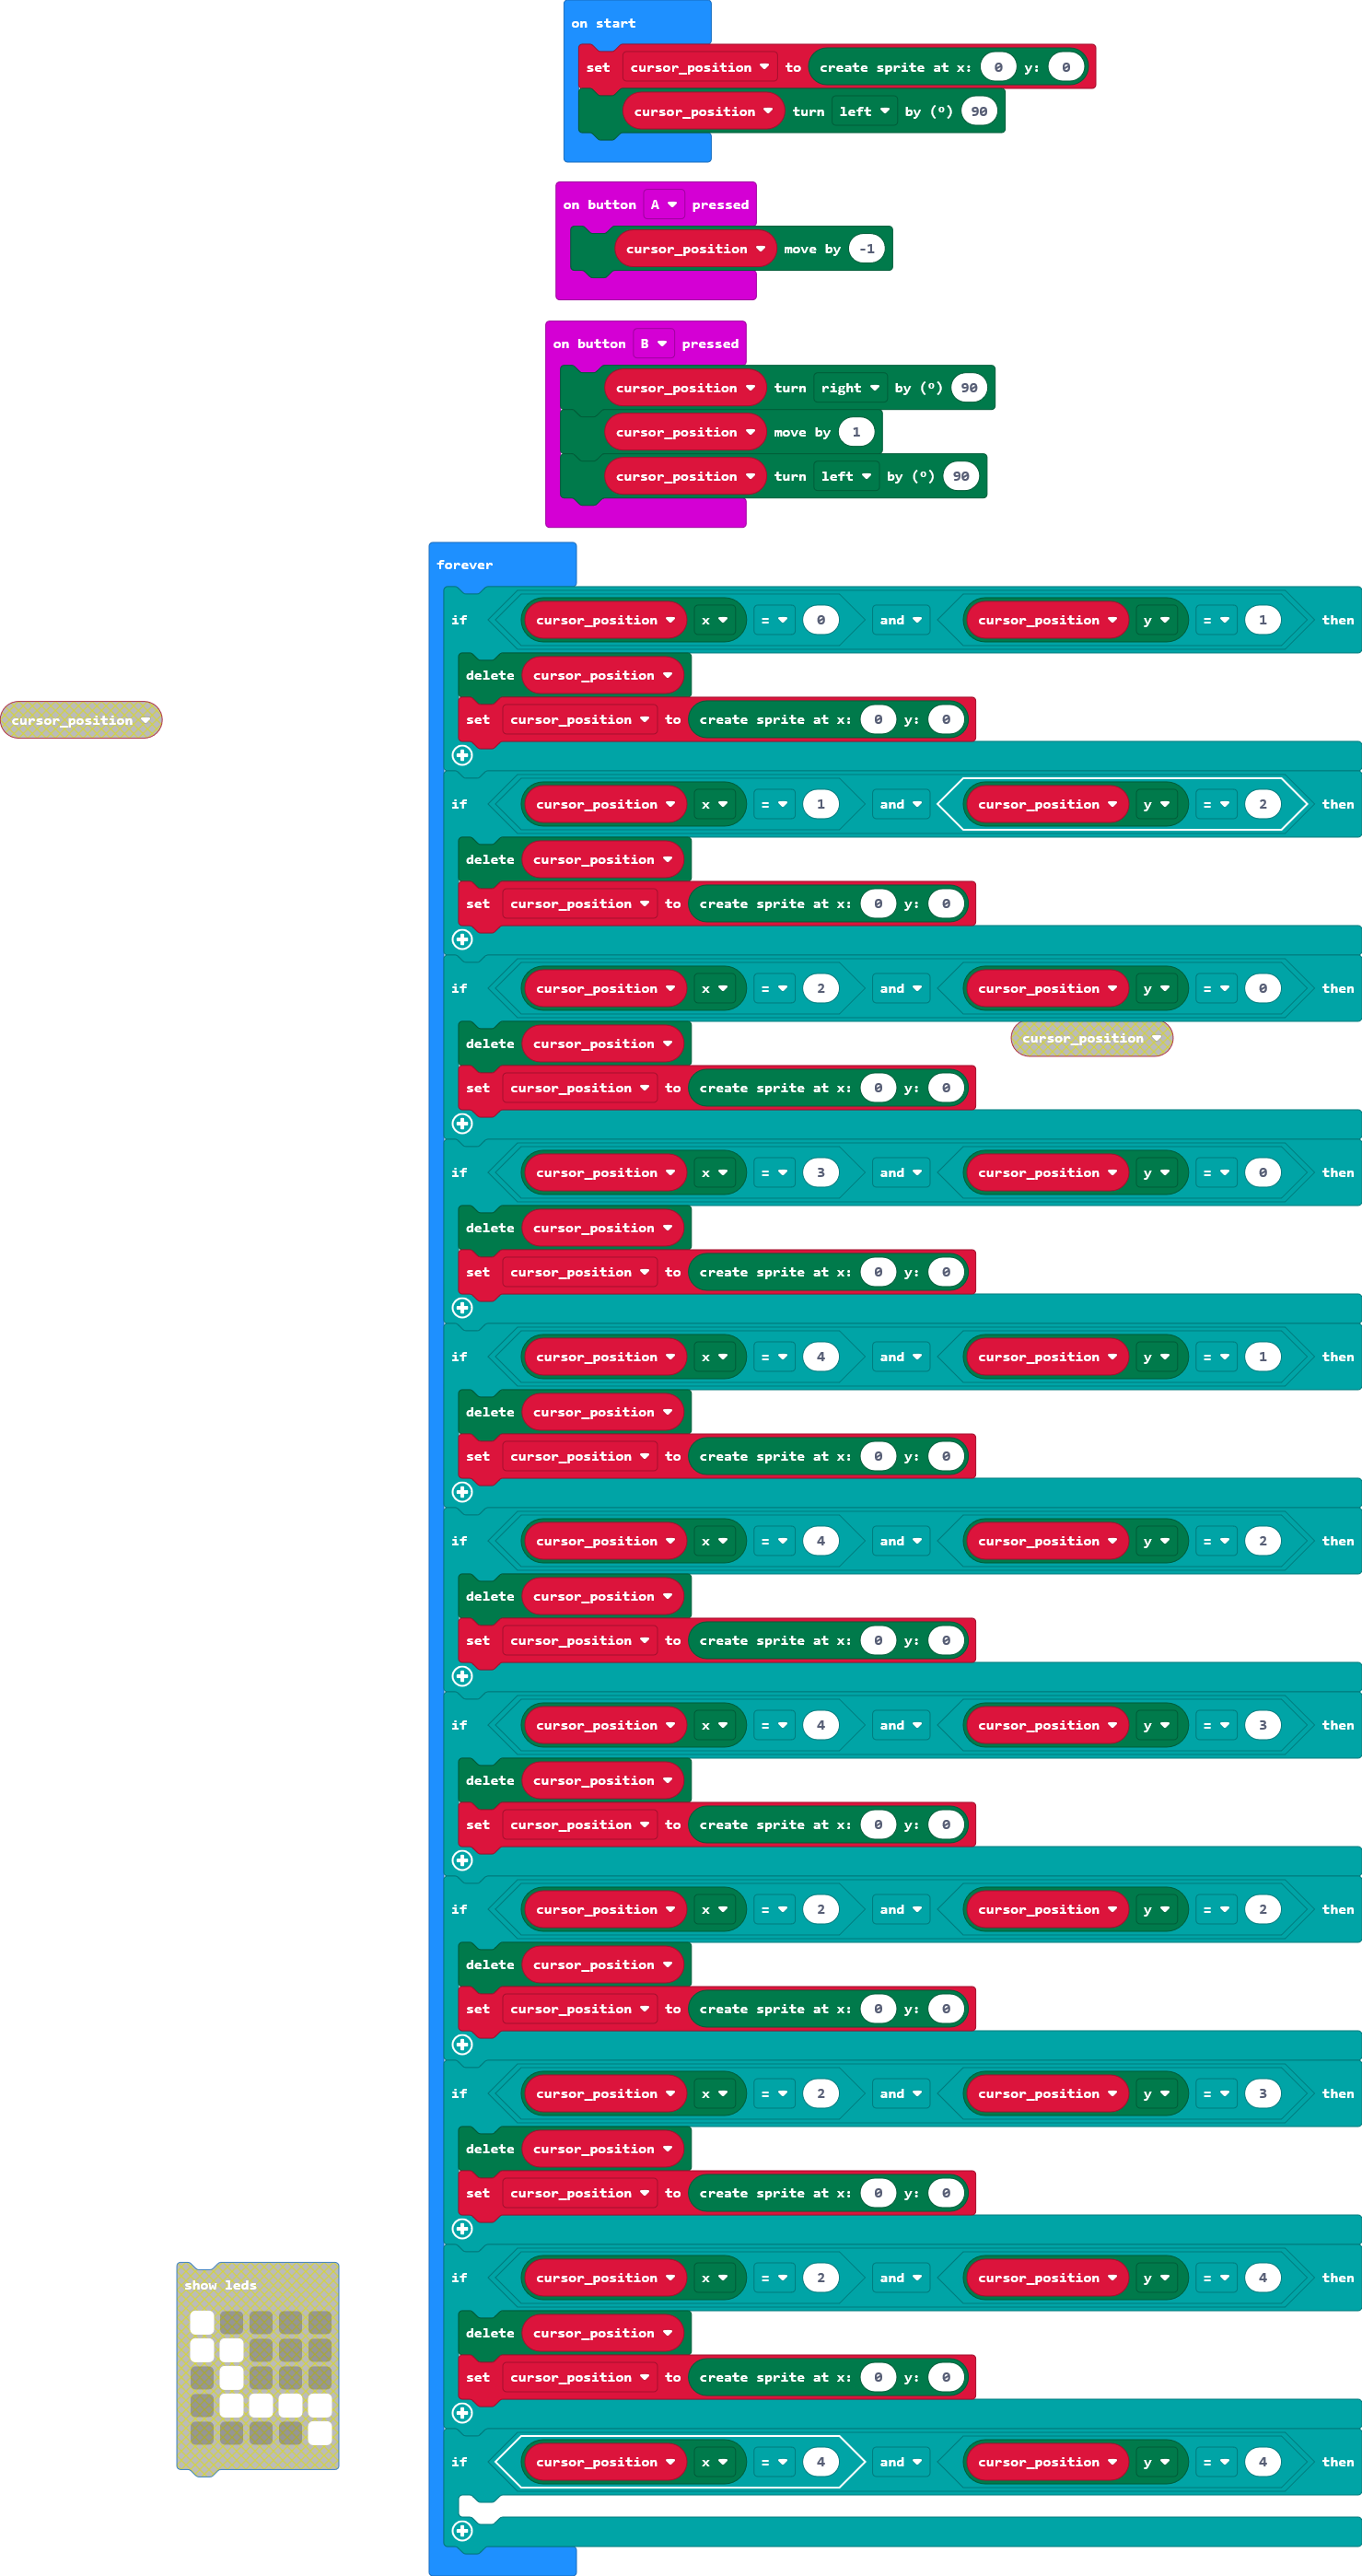 on start
set cursor_position to create sprite at x: 0 y: 0
cursor_position turn left by (º) 90
on button A pressed
cursor_position move by -1
on button B pressed
cursor_position turn right by (º) 90
cursor_position move by 1
cursor_position turn left by (º) 90
forever
if cursor_position x = 0 and cursor_position y = 1 then
delete cursor_position
cursor_position
set cursor_position to create sprite at x: 0 y: 0
if cursor_position x = 1 and cursor_position y = 2 then
delete cursor_position
set cursor_position to create sprite at x: 0 y: 0
if cursor_position x = 2 and cursor_position y = 0 then
delete cursor_position
cursor_position
set cursor_position to create sprite at x: 0 y: 0
if cursor_position x = 3 and cursor_position y = 0 then
delete cursor_position
set cursor_position to create sprite at x: 0 y: 0
if cursor_position x = 4 and cursor_position y = 1 then
delete cursor_position
set cursor_position to create sprite at x: 0 y: 0
if cursor_position x = 4 and cursor_position y = 2 then
delete cursor_position
set cursor_position to create sprite at x: 0 y: 0
if cursor_position x = 4 and cursor_position y = 3 then
delete cursor_position
set cursor_position to create sprite at x: 0 y: 0
if cursor_position x = 2 and cursor_position y = 2 then
delete cursor_position
set cursor_position to create sprite at x: 0 y: 0
if cursor_position x = 2 and cursor_position y = 3 then
delete cursor_position
set cursor_position to create sprite at x: 0 y: 0
if cursor_position x = 2 and cursor_position y = 4 then
show leds
delete cursor_position
set cursor_position to create sprite at x: 0 y: 0
if cursor_position x = 4 and cursor_position y = 4 then